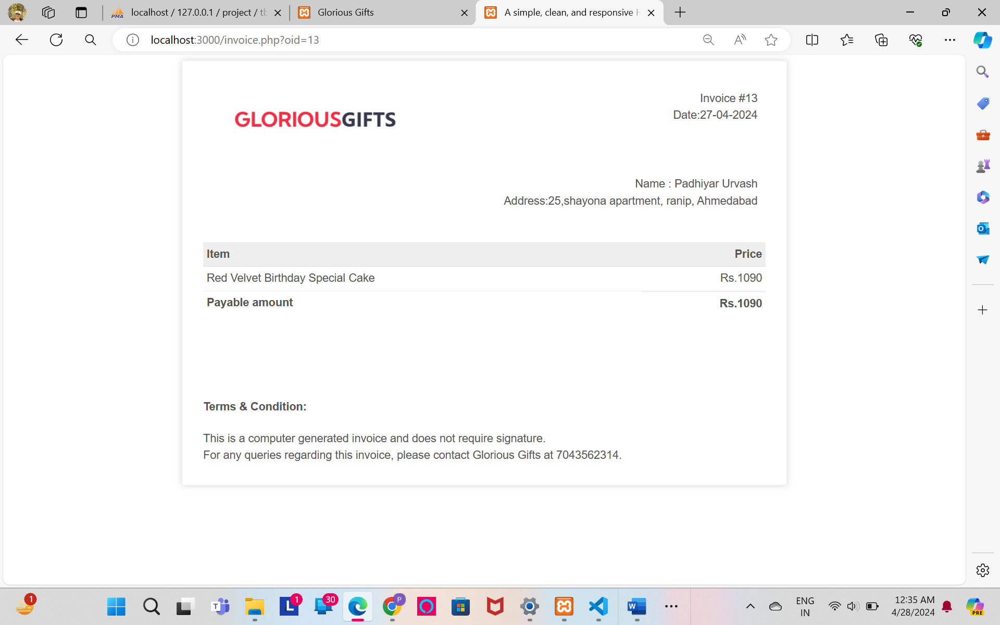 localhost / 127.0.0.1 / project / tb
Glorious Gifts
A simple, clean, and responsive H
localhost:3000/invoice.php?oid=13
Invoice #13
Date:27-04-2024
GLORIOUSGIFTS
Name : Padhiyar Urvash
Address:25,shayona apartment, ranip, Ahmedabad
Item Price
Red Velvet Birthday Special Cake Rs.1090
Payable amount Rs.1090
Terms & Condition:
This is a computer generated invoice and does not require signature.
For any queries regarding this invoice, please contact Glorious Gifts at 7043562314.
1
1
30
P
ENG
IN
12:35 AM
4/28/2024
PRE